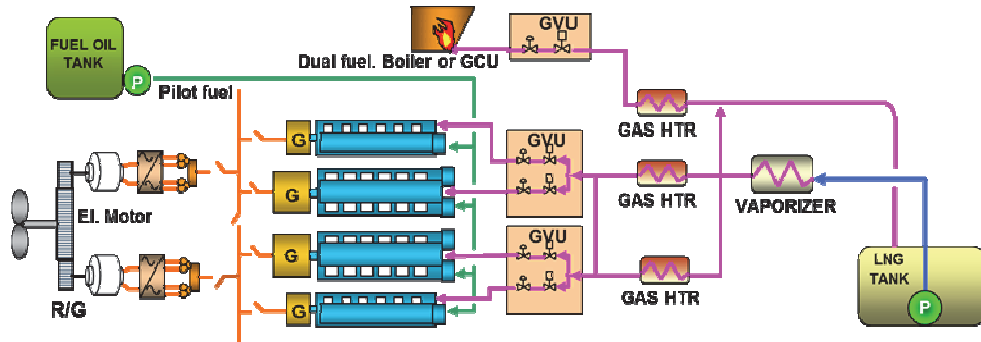 GVU
FUEL OIL
TANK
P
Dual fuel. Boiler or GCU
Pilot fuel
GAS HTR
G
GVU
G
GAS HTR
VAPORIZER
El. Motor
G
GVU
LNG
TANK
R/G
G
GAS HTR
P